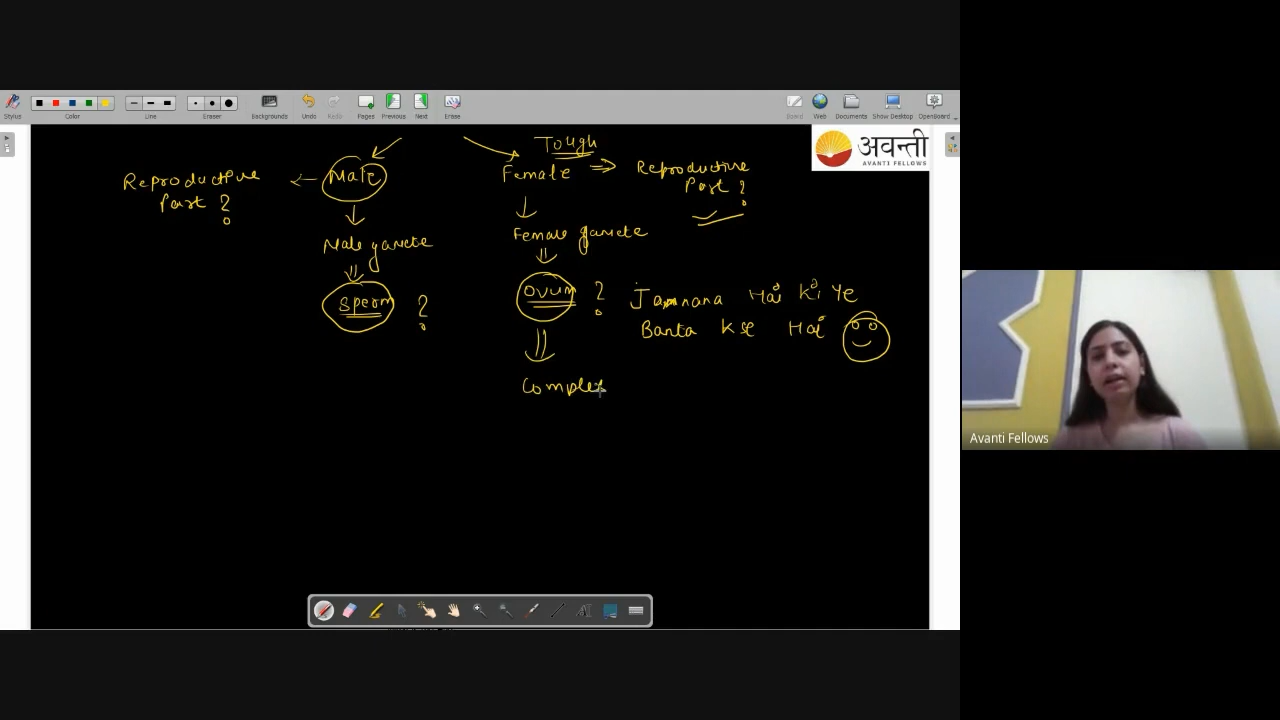 Stylus
Color
Line
Eraser
Backgrounds
Undo
Redo
Pages
Previous
Next
Erase
Board
Web
Documents
Show Desktop
OpenBoard
अवन्ती
AVANTI FELLOWS
Tough
Reproductive
Part ?
Male
Female
Reproductive
Part ?
Male gamete
Female gamete
Sperm ?
Ovum ?
Jannana Hai Ki Ye
Banta Kse Hai
Complex
Avanti Fellows